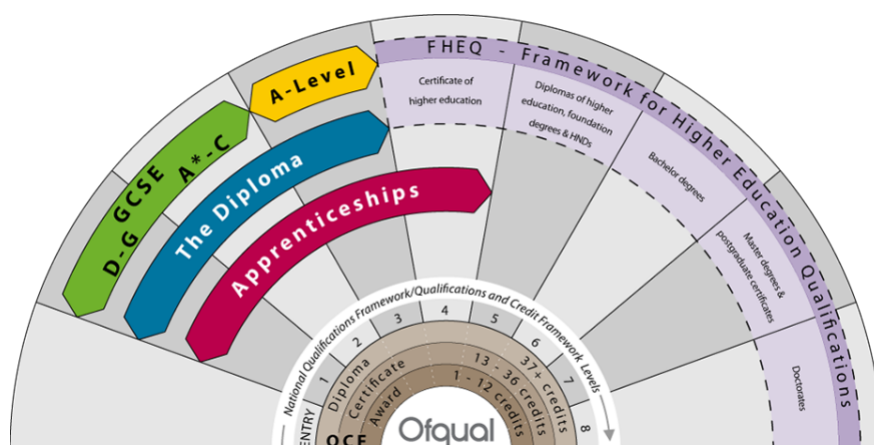 FHEQ - Framework for Higher Education Qualifications
A-Level
Certificate of
higher education
Diplomas of higher
education, foundation
degrees & HNDs
Bachelor degrees
Master degrees &
postgraduate certificates
Doctorates
GCSE
D-G A*-C
The Diploma
Apprenticeships
National Qualifications Framework/Qualifications and Credit Framework Levels
ENTRY 1 2 3 4 5 6 7 8
Diploma 37+ credits
Certificate 13 - 36 credits
Award 1 - 12 credits
QCF
Ofqual